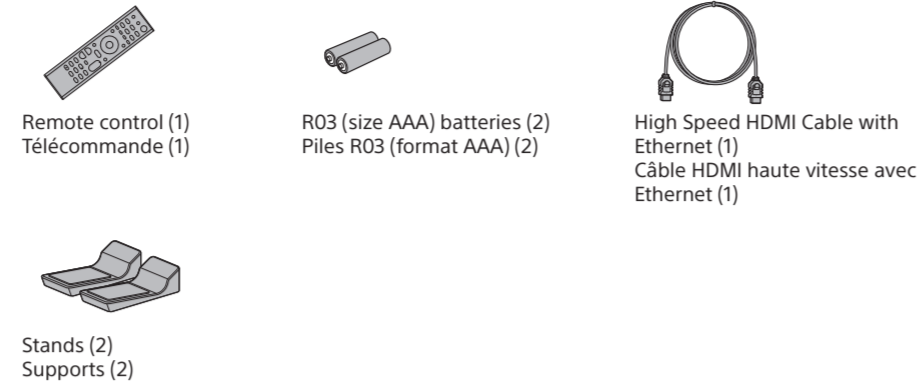 Remote control (1)
Télécommande (1)
R03 (size AAA) batteries (2)
Piles R03 (format AAA) (2)
High Speed HDMI Cable with
Ethernet (1)
Câble HDMI haute vitesse avec
Ethernet (1)
Stands (2)
Supports (2)